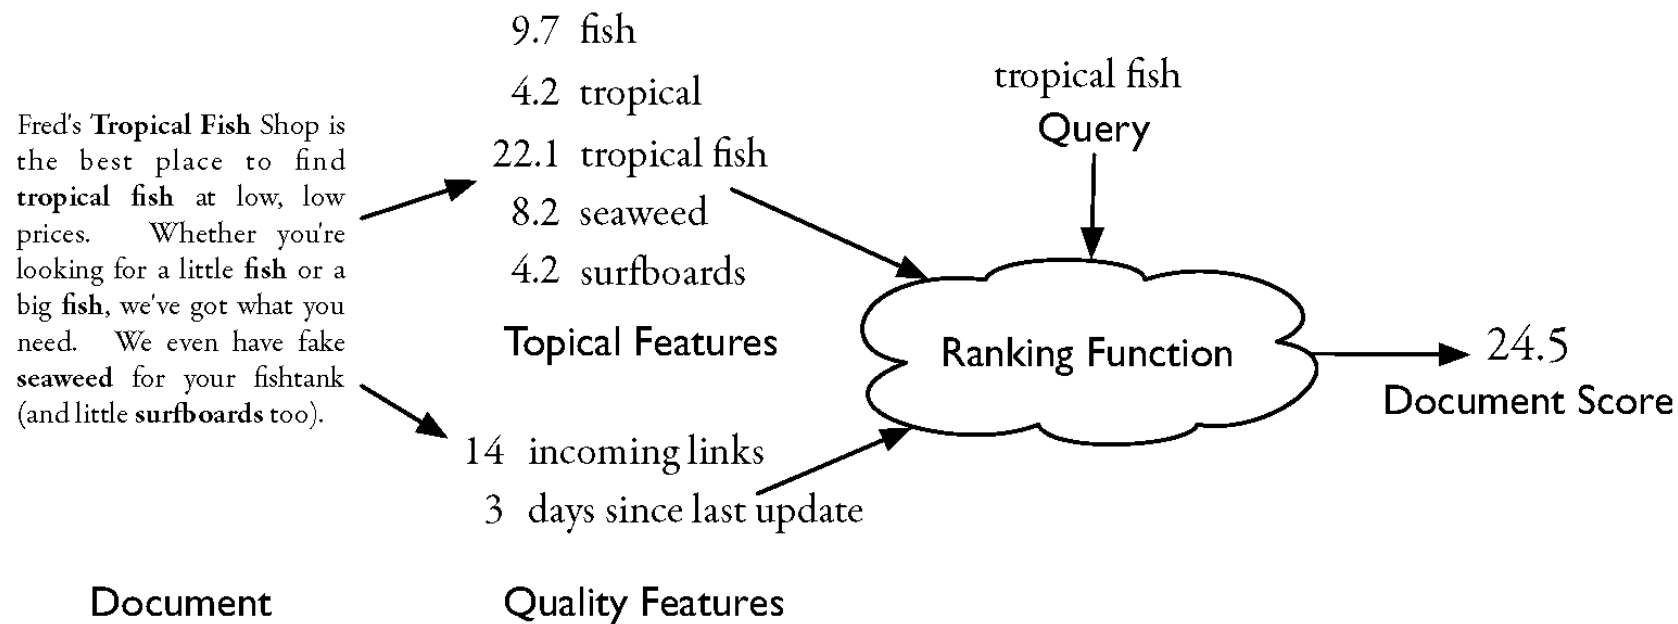 Fred's Tropical Fish Shop is
the best place to find
tropical fish at low, low
prices. Whether you're
looking for a little fish or a
big fish, we've got what you
need. We even have fake
seaweed for your fishtank
(and little surfboards too).
Document
9.7 fish
4.2 tropical
22.1 tropical fish
8.2 seaweed
4.2 surfboards
Topical Features
14 incoming links
3 days since last update
Quality Features
tropical fish
Query
Ranking Function
24.5
Document Score